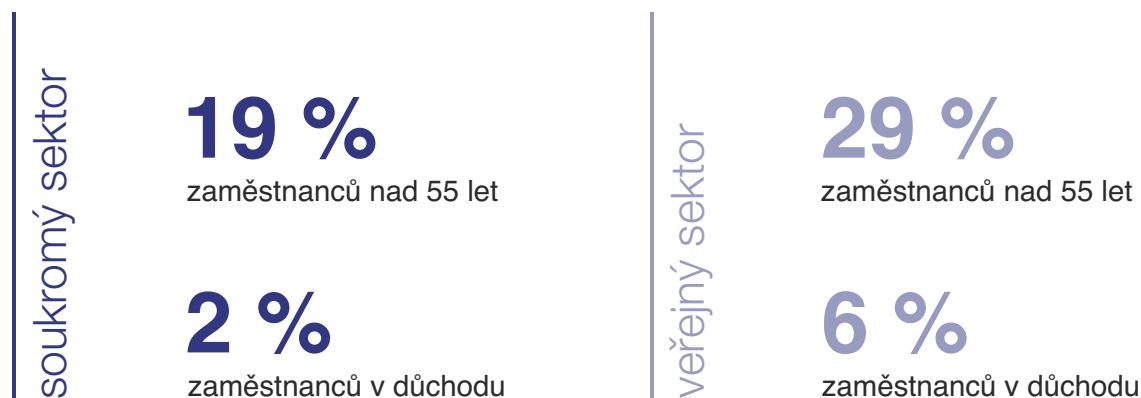 soukromý sektor
19 %
zaměstnanců nad 55 let
2 %
zaměstnanců v důchodu
veřejný sektor
29 %
zaměstnanců nad 55 let
6 %
zaměstnanců v důchodu